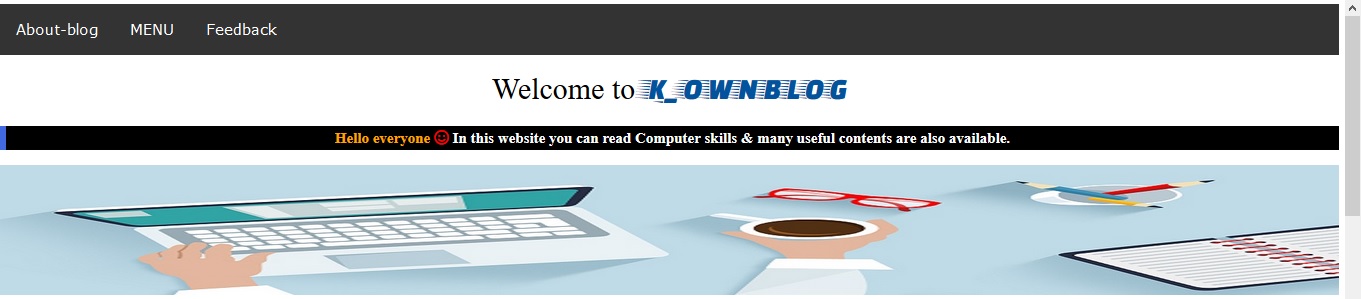 About-blog MENU Feedback
Welcome to K_OWNBLOG
Hello everyone In this website you can read Computer skills & many useful contents are also available.